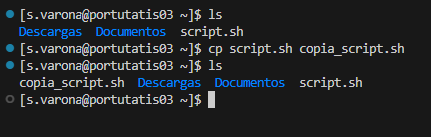 [s.varona@portutatis03 ~]$ ls
Descargas  Documentos  script.sh
[s.varona@portutatis03 ~]$ cp script.sh copia_script.sh
[s.varona@portutatis03 ~]$ ls
copia_script.sh  Descargas  Documentos  script.sh
[s.varona@portutatis03 ~]$